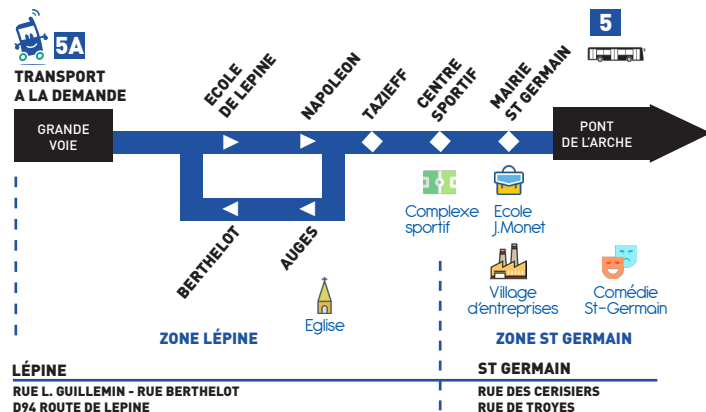 5A
TRANSPORT
A LA DEMANDE
5
ECOLE
DE LEPINE
NAPOLEON
TAZIEFF
CENTRE
SPORTIF
MAIRIE
ST GERMAIN
GRANDE
VOIE
PONT
DE L'ARCHE
BERTHELOT
AUGES
Complexe
sportif
Ecole
J.Monet
Eglise
Village
d'entreprises
Comédie
St-Germain
ZONE LÉPINE
ZONE ST GERMAIN
LÉPINE
RUE L. GUILLEMIN - RUE BERTHELOT
D94 ROUTE DE LEPINE
ST GERMAIN
RUE DES CERISIERS
RUE DE TROYES